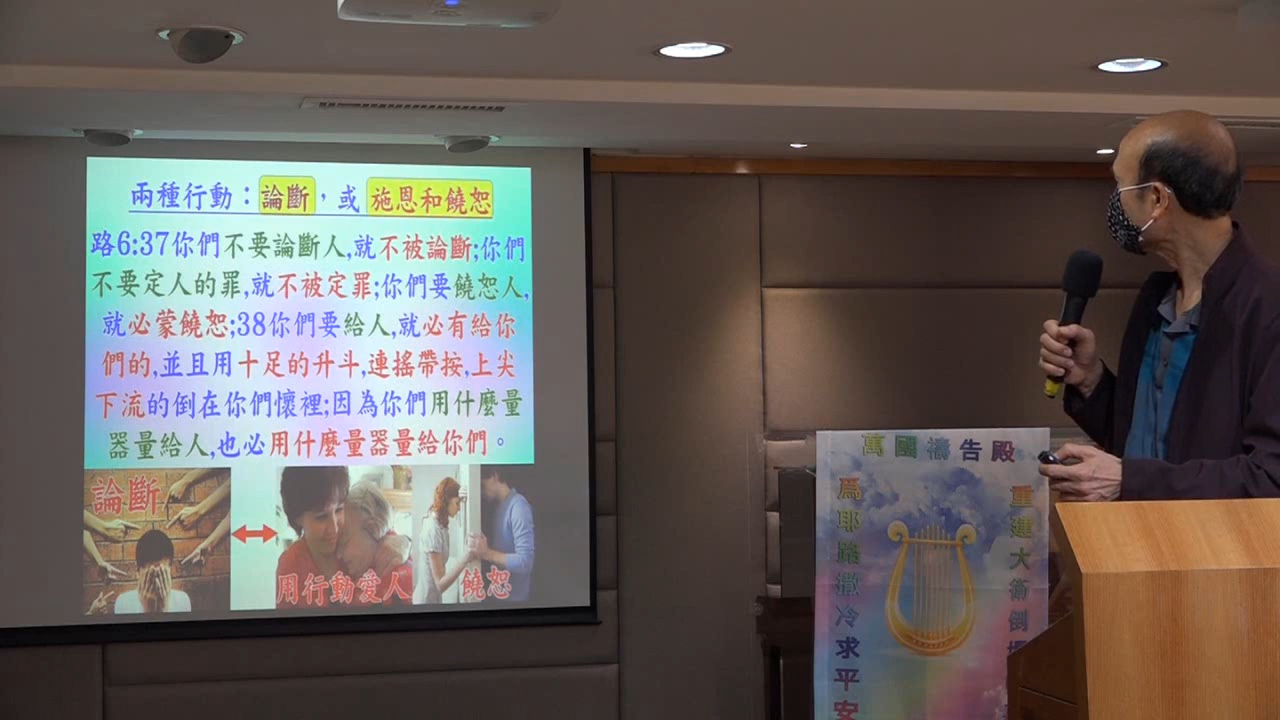 兩種行動：論斷，或 施恩和饒恕
路6:37你們不要論斷人,就不被論斷;你們
不要定人的罪,就不被定罪;你們要饒恕人,
就必蒙饒恕;38你們要給人,就必有給你
們的,並且用十足的升斗,連搖帶按,上尖
下流的倒在你們懷裡;因為你們用什麼量
器量給人,也必用什麼量器量給你們。
論斷
用行動愛人
饒恕
萬國禱告殿
為耶路撒冷求平安
重建大衛倒